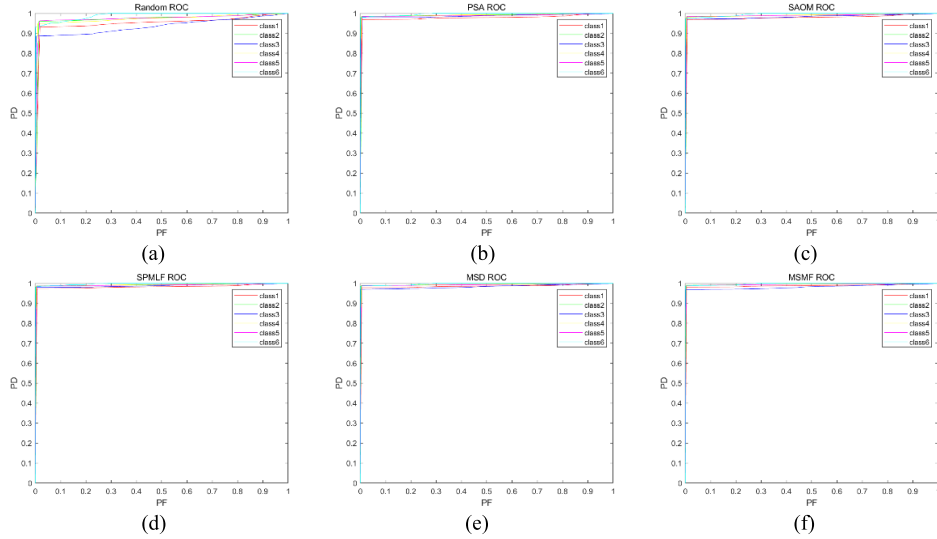 Random ROC
1
0.9
0.8
0.7
0.6
0.5
0.4
0.3
0.2
0.1
0
PD
class1
class2
class3
class4
class5
class6
0 0.1 0.2 0.3 0.4 0.5 0.6 0.7 0.8 0.9 1
PF
(a)
PSA ROC
1
0.9
0.8
0.7
0.6
0.5
0.4
0.3
0.2
0.1
0
PD
class1
class2
class3
class4
class5
class6
0 0.1 0.2 0.3 0.4 0.5 0.6 0.7 0.8 0.9 1
PF
(b)
SAOM ROC
1
0.9
0.8
0.7
0.6
0.5
0.4
0.3
0.2
0.1
0
PD
class1
class2
class3
class4
class5
class6
0 0.1 0.2 0.3 0.4 0.5 0.6 0.7 0.8 0.9 1
PF
(c)
SPMLF ROC
1
0.9
0.8
0.7
0.6
0.5
0.4
0.3
0.2
0.1
0
PD
class1
class2
class3
class4
class5
class6
0 0.1 0.2 0.3 0.4 0.5 0.6 0.7 0.8 0.9 1
PF
(d)
MSD ROC
1
0.9
0.8
0.7
0.6
0.5
0.4
0.3
0.2
0.1
0
PD
class1
class2
class3
class4
class5
class6
0 0.1 0.2 0.3 0.4 0.5 0.6 0.7 0.8 0.9 1
PF
(e)
MSMF ROC
1
0.9
0.8
0.7
0.6
0.5
0.4
0.3
0.2
0.1
0
PD
class1
class2
class3
class4
class5
class6
0 0.1 0.2 0.3 0.4 0.5 0.6 0.7 0.8 0.9 1
PF
(f)